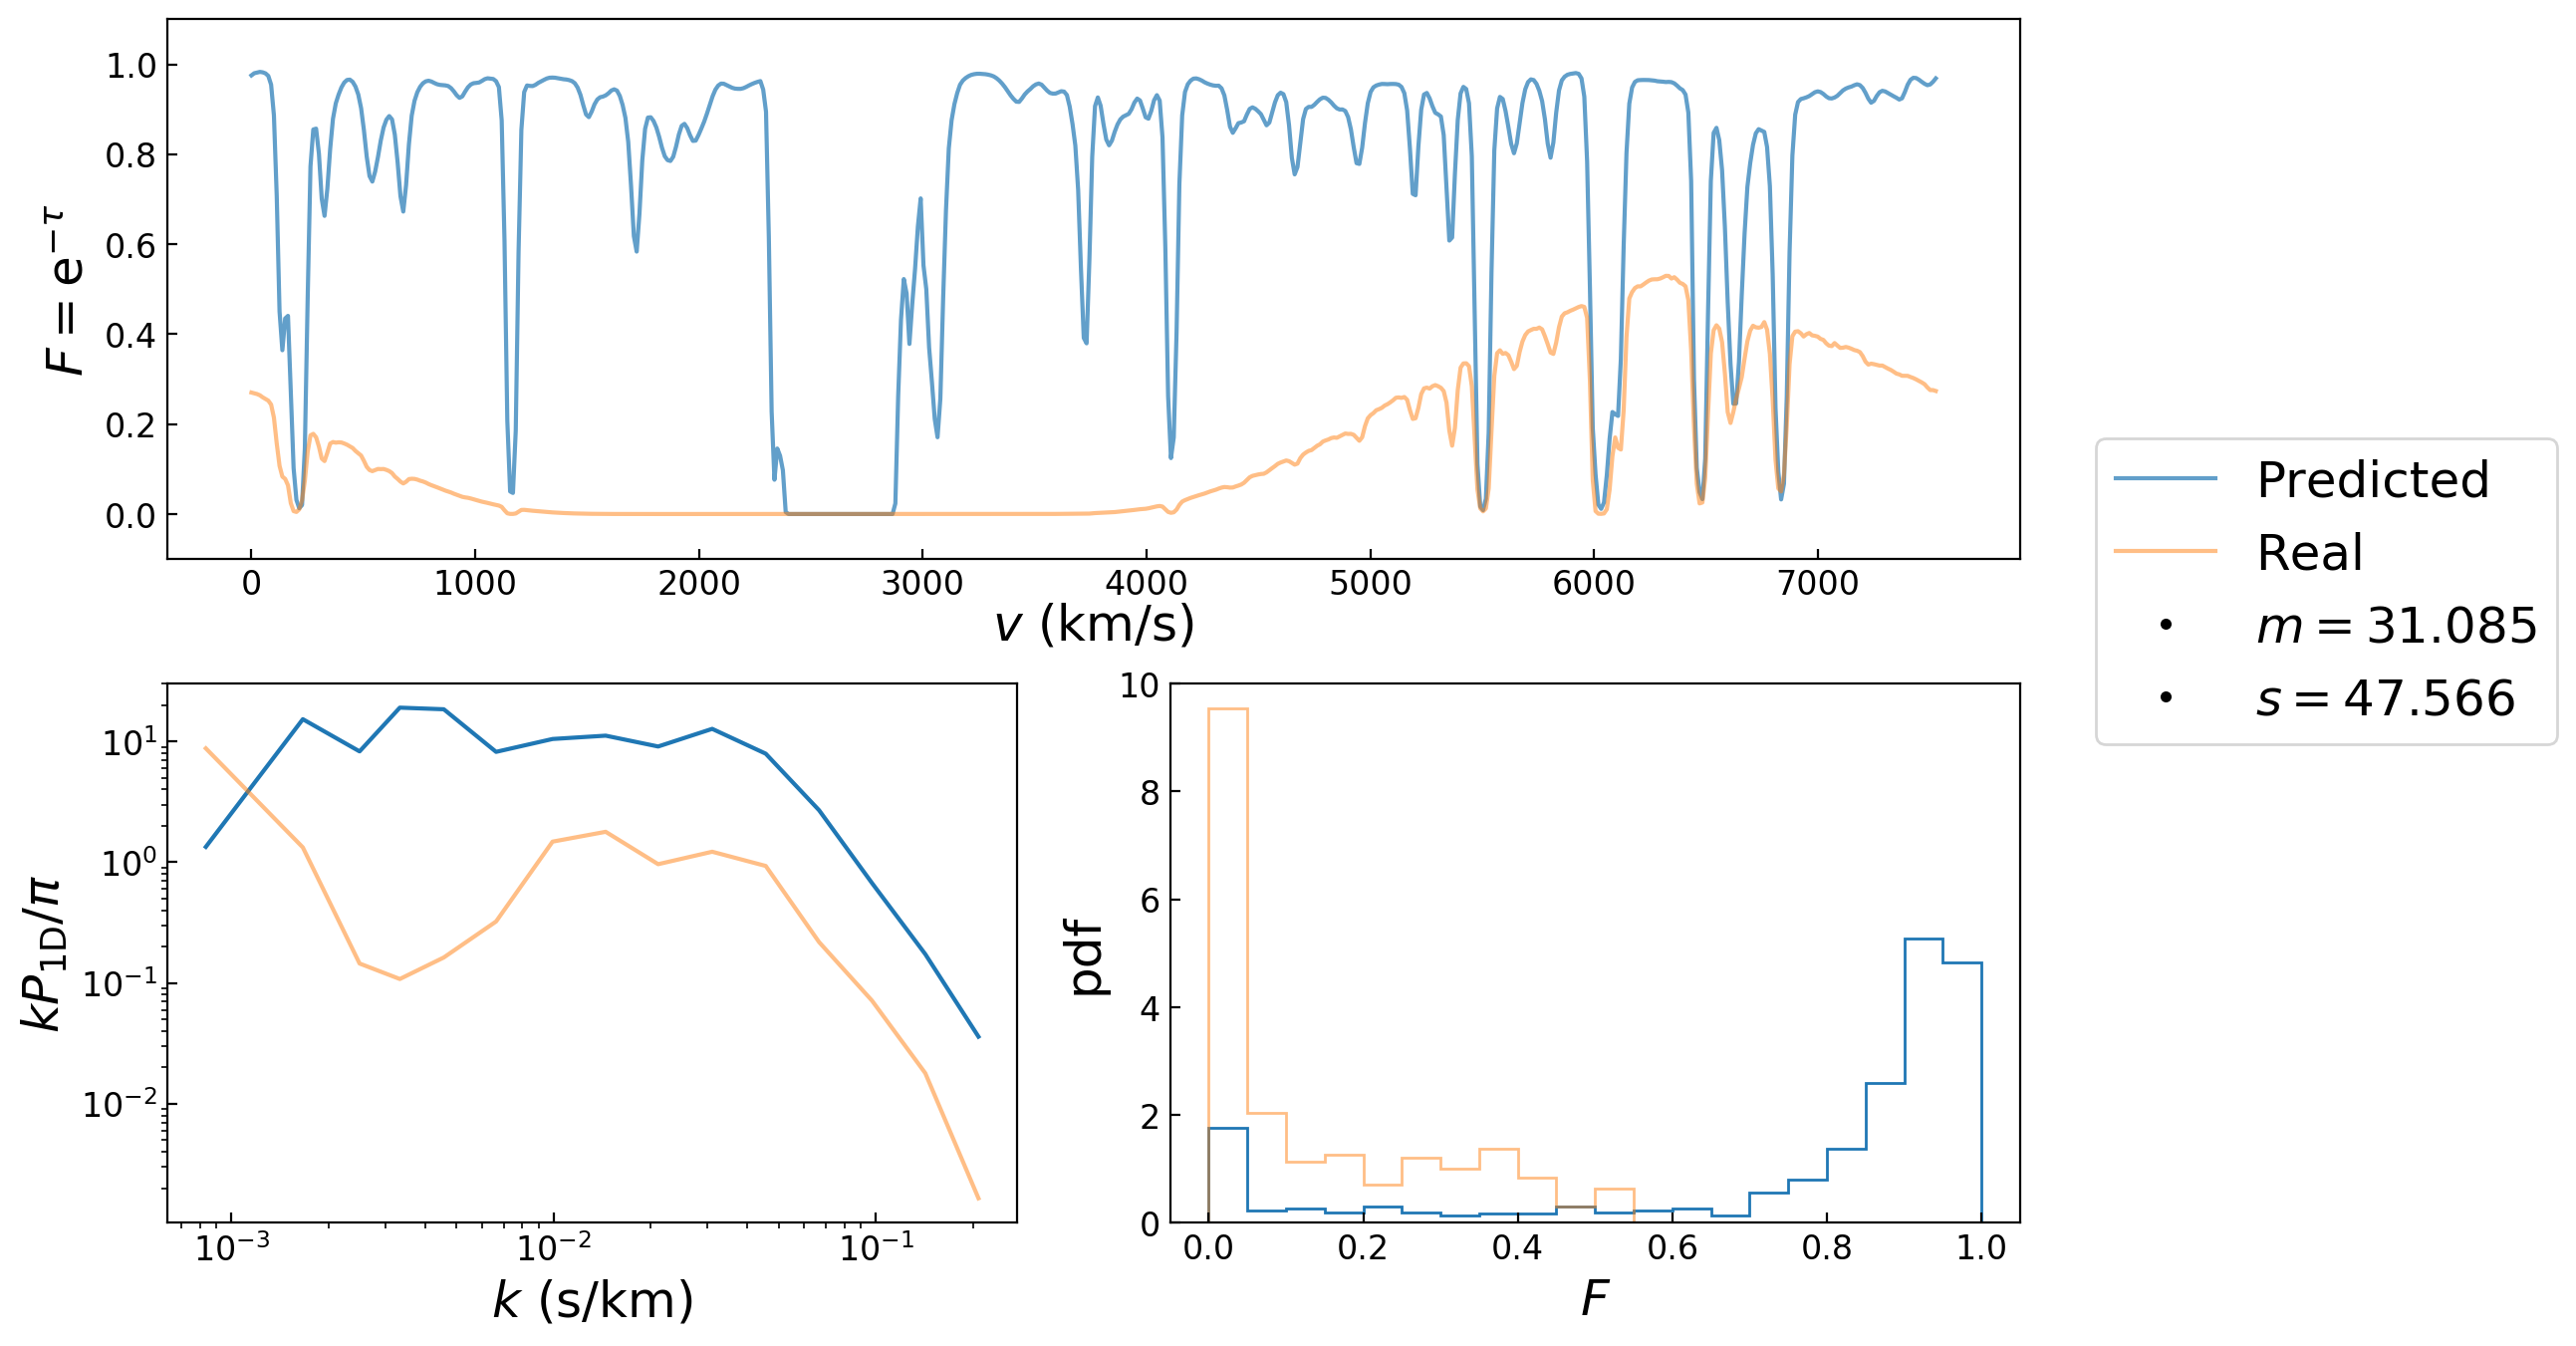 1.0
0.8
0.6
0.4
0.2
0.0
F = e^{−τ}
0 1000 2000 3000 4000 5000 6000 7000
v (km/s)
Predicted
Real
m = 31.085
s = 47.566
10^1
10^0
10^{−1}
10^{−2}
kP_{1D}/π
10^{−3} 10^{−2} 10^{−1}
k (s/km)
10
8
6
4
2
0
pdf
0.0 0.2 0.4 0.6 0.8 1.0
F